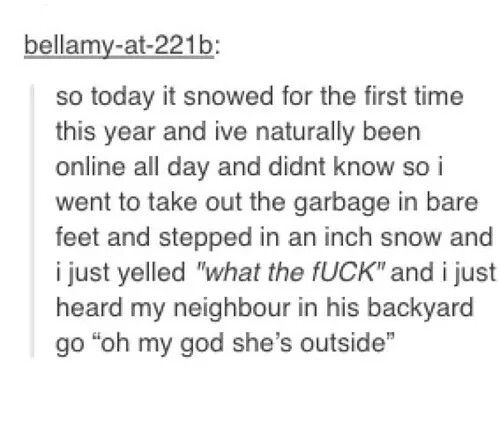 bellamy-at-221b:
so today it snowed for the first time
this year and ive naturally been
online all day and didnt know so i
went to take out the garbage in bare
feet and stepped in an inch snow and
i just yelled "what the fUCK" and i just
heard my neighbour in his backyard
go “oh my god she’s outside”